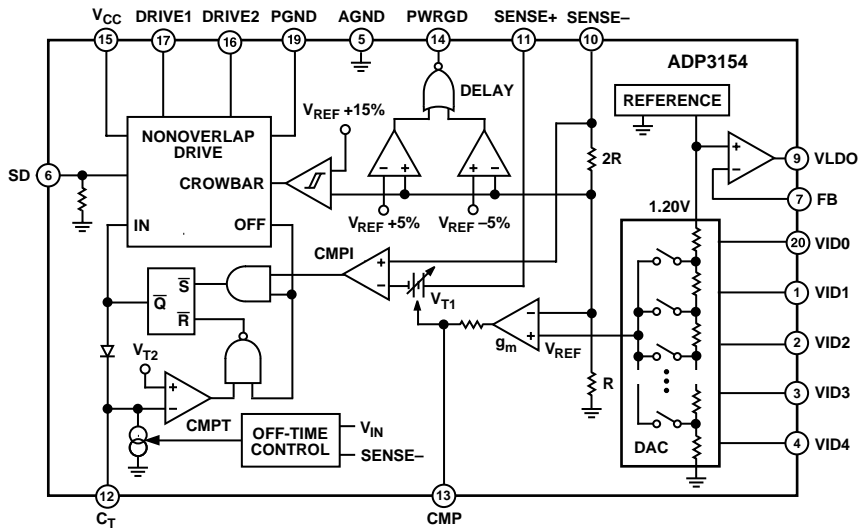 VCC DRIVE1 DRIVE2 PGND AGND PWRGD SENSE+ SENSE–
15 17 16 19 5 14 11 10
ADP3154
DELAY
REFERENCE
VREF +15%
NONOVERLAP
DRIVE
2R
9 VLDO
SD 6
CROWBAR
7 FB
VREF +5% VREF –5%
1.20V
IN OFF
20 VID0
CMPI
S
VT1
1 VID1
Q
R
gm
VREF
2 VID2
VT2
R
3 VID3
CMPT
OFF-TIME
CONTROL
VIN
SENSE–
DAC
4 VID4
12 13
CT CMP
+ –